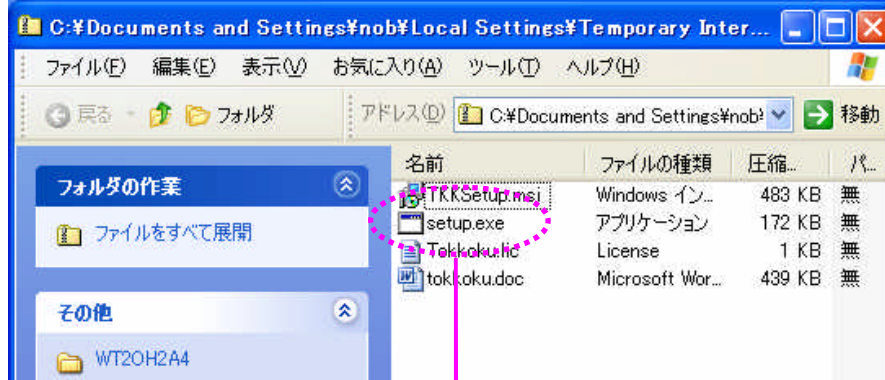 C:¥Documents and Settings¥nob¥Local Settings¥Temporary Inter...
ファイル(F) 編集(E) 表示(V) お気に入り(A) ツール(T) ヘルプ(H)
戻る フォルダ アドレス(D) C:¥Documents and Settings¥nob¥ 移動
名前 ファイルの種類 圧縮... パ...
フォルダの作業
TKKSetup.msi Windows イン... 483 KB 無
setup.exe アプリケーション 172 KB 無
ファイルをすべて展開
Tokkoku.lic License 1 KB 無
tokkoku.doc Microsoft Wor... 439 KB 無
その他
WT2OH2A4